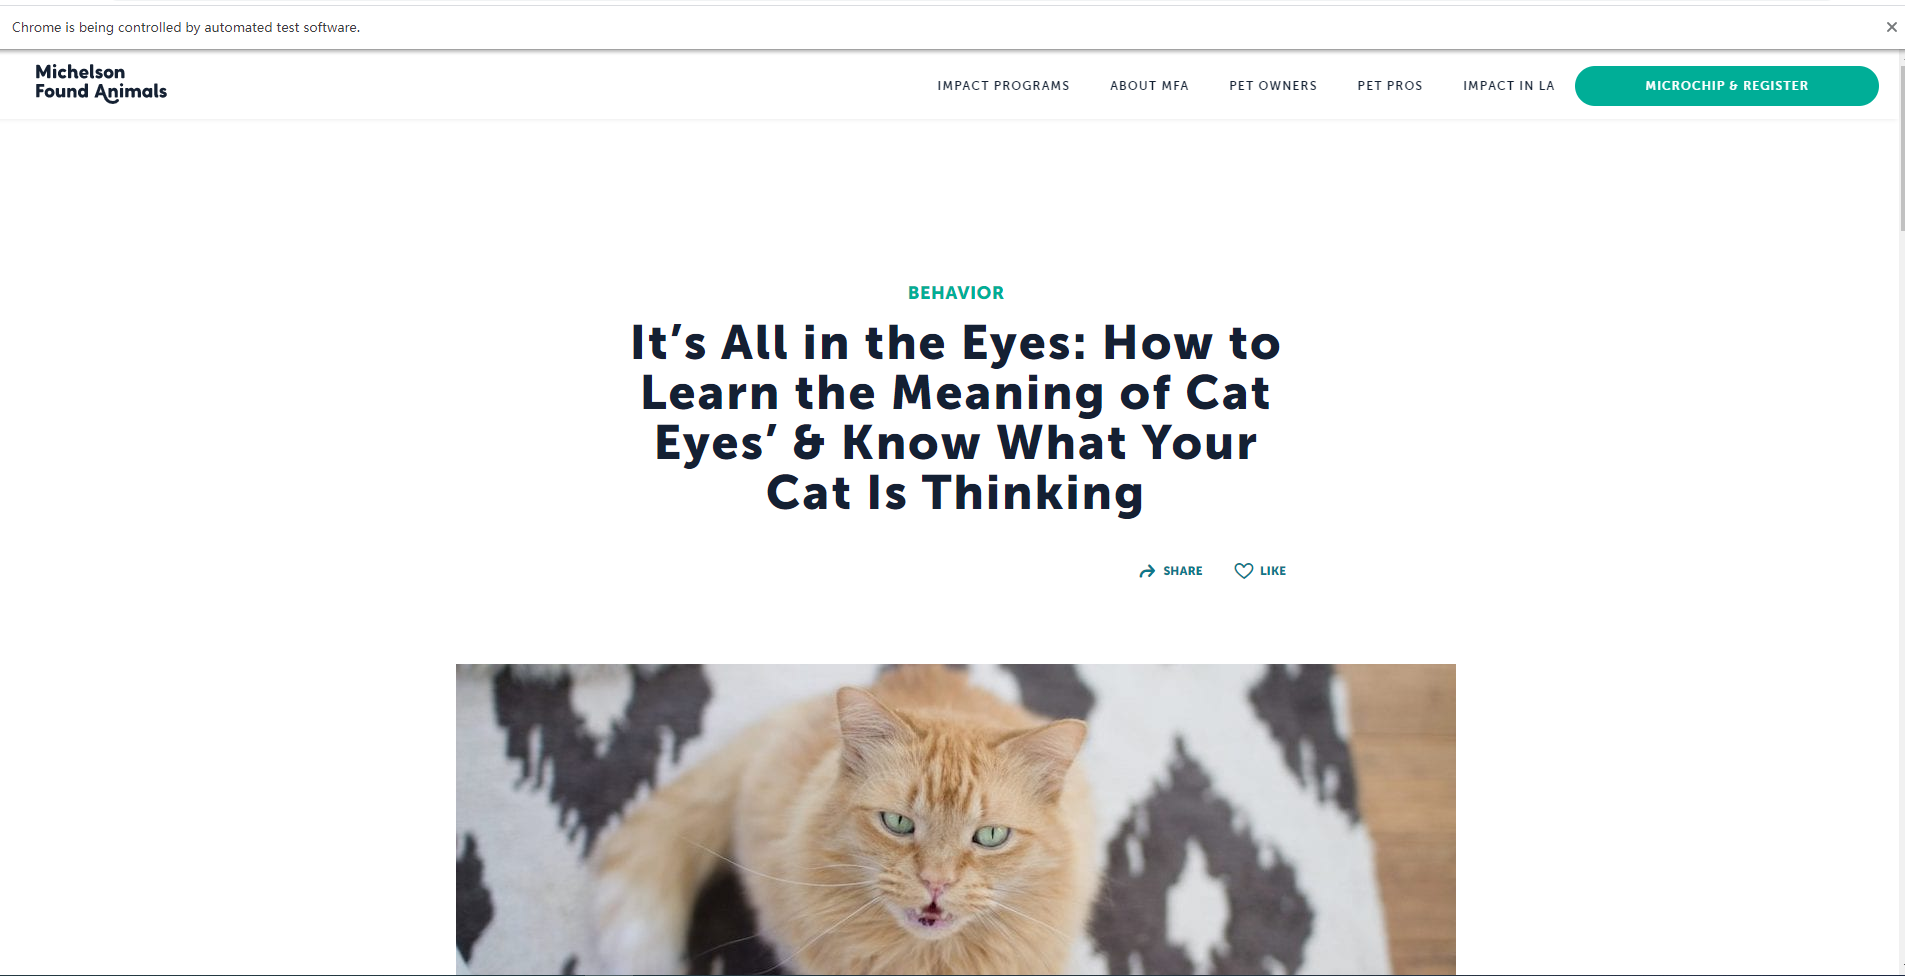 Chrome is being controlled by automated test software.
Michelson
Found Animals
IMPACT PROGRAMS ABOUT MFA PET OWNERS PET PROS IMPACT IN LA MICROCHIP & REGISTER
BEHAVIOR
It’s All in the Eyes: How to
Learn the Meaning of Cat
Eyes’ & Know What Your
Cat Is Thinking
SHARE LIKE